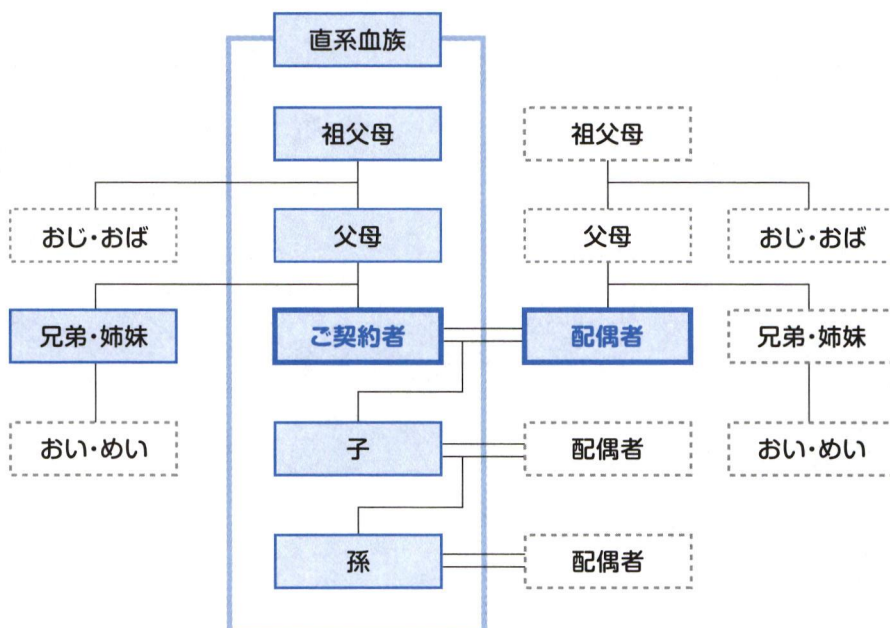 直系血族
祖父母
祖父母
おじ・おば
父母
父母
おじ・おば
兄弟・姉妹
ご契約者
配偶者
兄弟・姉妹
おい・めい
子
配偶者
おい・めい
孫
配偶者